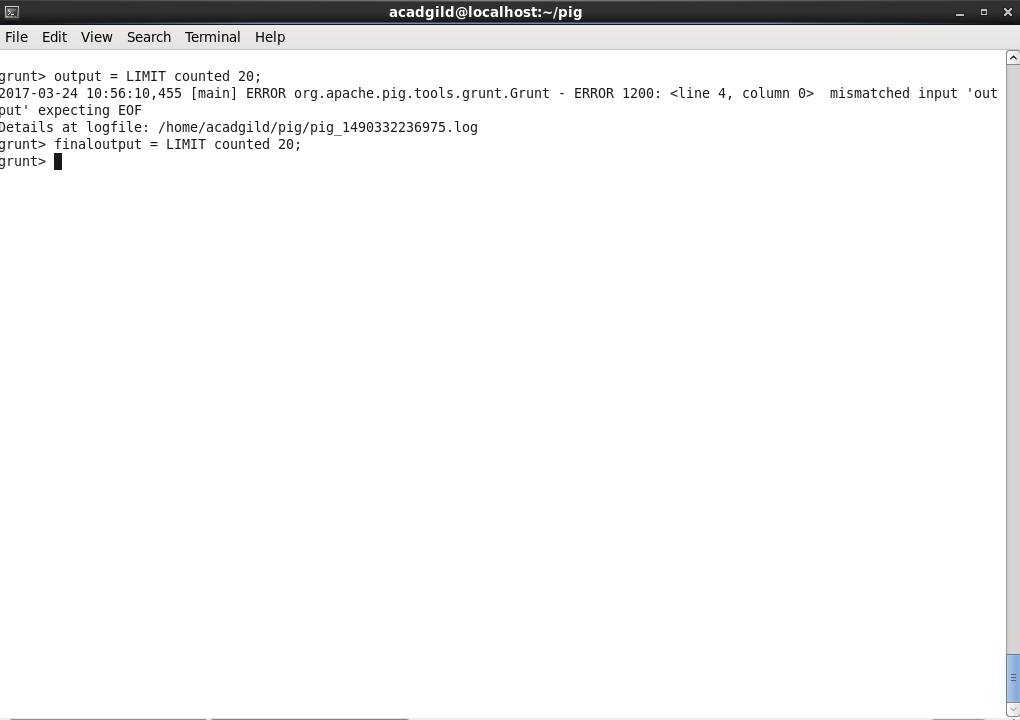 acadgild@localhost:~/pig
File Edit View Search Terminal Help
grunt> output = LIMIT counted 20;
2017-03-24 10:56:10,455 [main] ERROR org.apache.pig.tools.grunt.Grunt - ERROR 1200: <line 4, column 0>  mismatched input 'out
put' expecting EOF
Details at logfile: /home/acadgild/pig/pig_1490332236975.log
grunt> finaloutput = LIMIT counted 20;
grunt>